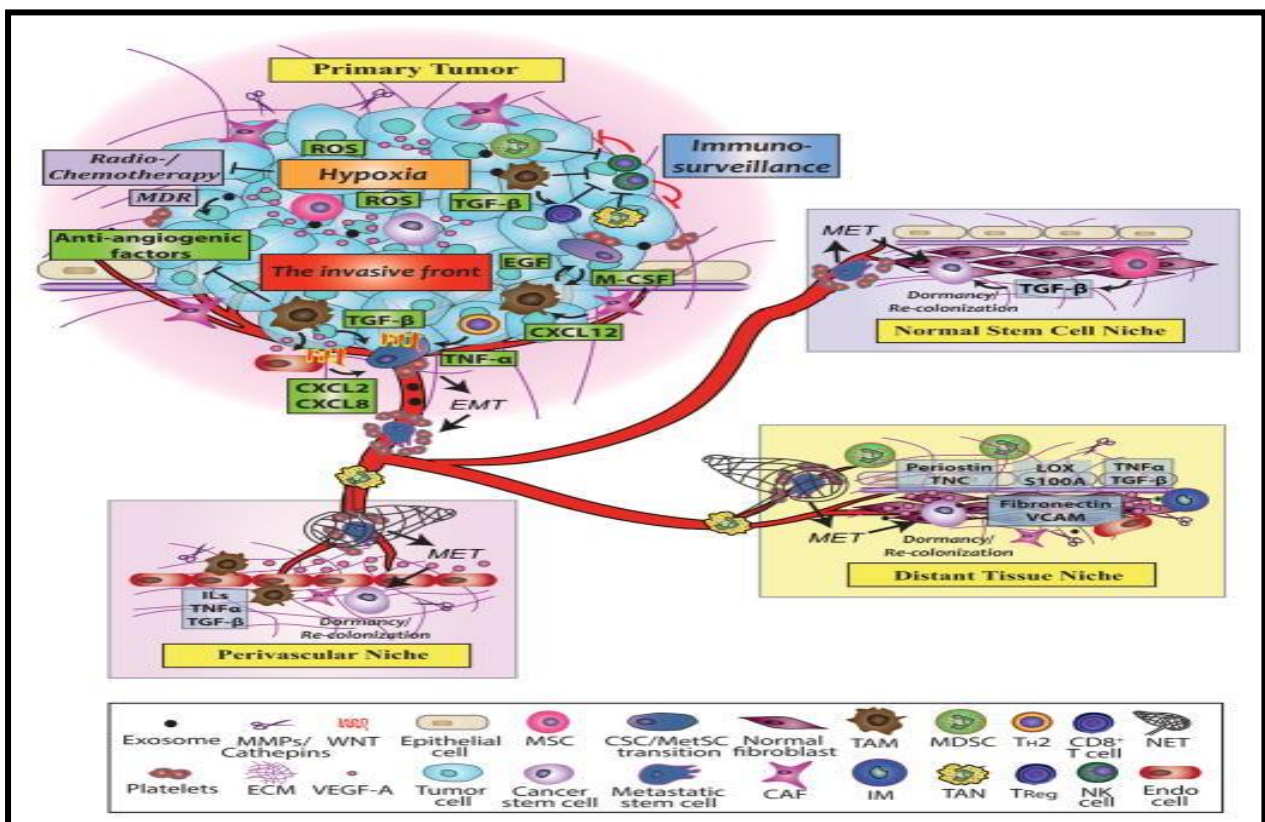 Primary Tumor
ROS
Radio-/
Chemotherapy
Hypoxia
Immuno-
surveillance
MDR
ROS
TGF-β
Anti-angiogenic
factors
The invasive front
EGF
M-CSF
TGF-β
CXCL12
TNF-α
CXCL2
CXCL8
EMT
MET
TGF-β
Dormancy/
Re-colonization
Normal Stem Cell Niche
Periostin
TNC
LOX
S100A
TNFα
TGF-β
Fibronectin
VCAM
MET
Dormancy/
Re-colonization
Distant Tissue Niche
MET
ILs
TNFα
TGF-β
Dormancy/
Re-colonization
Perivascular Niche
Exosome
MMPs/
Cathepins
WNT
Epithelial
cell
MSC
CSC/MetSC
transition
Normal
fibroblast
TAM
MDSC
TH2
CD8+
T cell
NET
Platelets
ECM
VEGF-A
Tumor
cell
Cancer
stem cell
Metastatic
stem cell
CAF
IM
TAN
TReg
NK
cell
Endo
cell